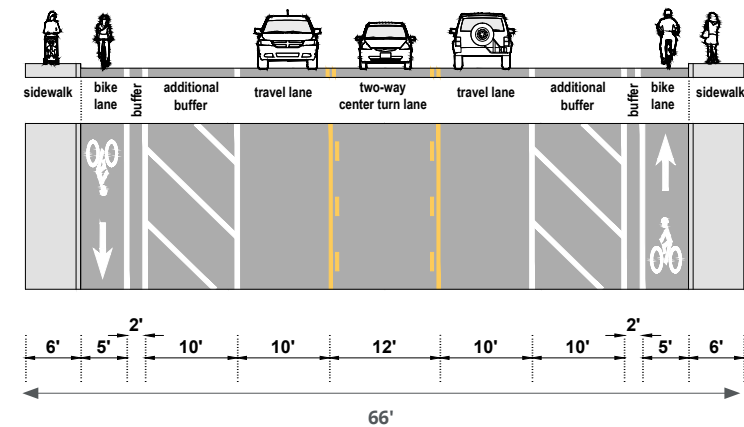 sidewalk
bike
lane
buffer
additional
buffer
travel lane
two-way
center turn lane
travel lane
additional
buffer
buffer
bike
lane
sidewalk
2'
2'
6'
5'
10'
10'
12'
10'
10'
5'
6'
66'